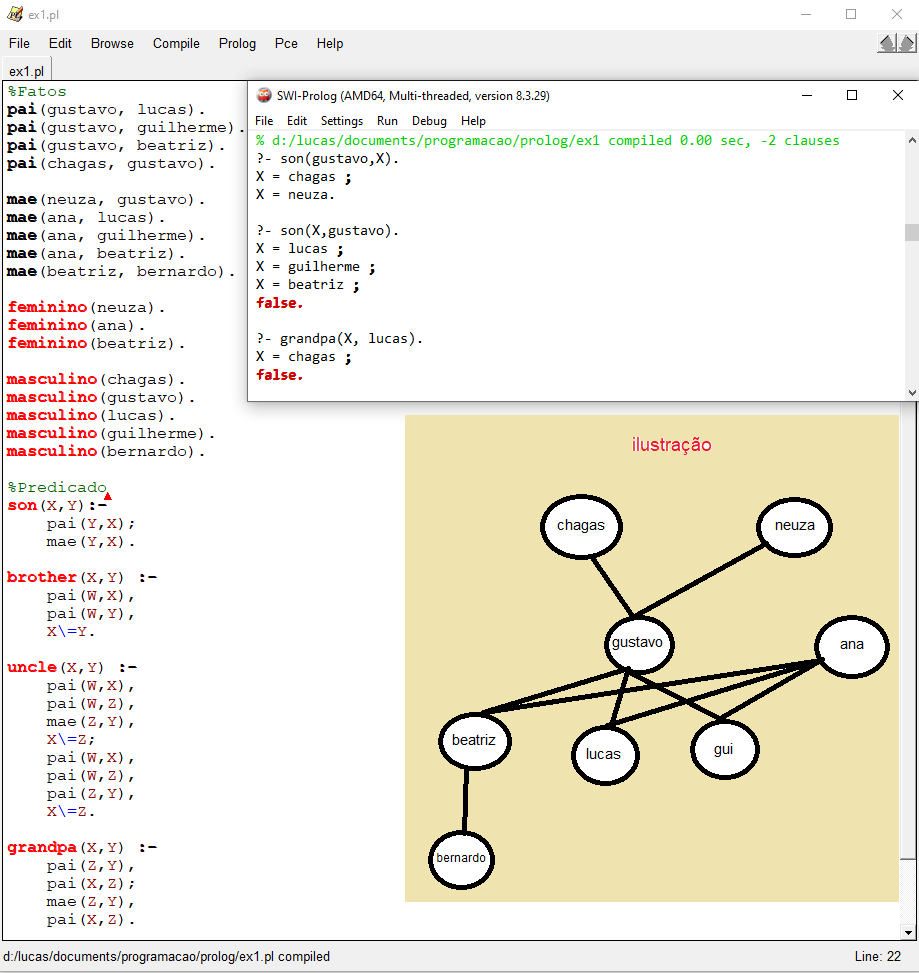 ex1.pl
File Edit Browse Compile Prolog Pce Help
ex1.pl
%Fatos
pai(gustavo, lucas).
pai(gustavo, guilherme).
pai(gustavo, beatriz).
pai(chagas, gustavo).
mae(neuza, gustavo).
mae(ana, lucas).
mae(ana, guilherme).
mae(ana, beatriz).
mae(beatriz, bernardo).
feminino(neuza).
feminino(ana).
feminino(beatriz).
masculino(chagas).
masculino(gustavo).
masculino(lucas).
masculino(guilherme).
masculino(bernardo).
%Predicado
son(X,Y):-
pai(Y,X);
mae(Y,X).
brother(X,Y) :-
pai(W,X),
pai(W,Y),
X\=Y.
uncle(X,Y) :-
pai(W,X),
pai(W,Z),
mae(Z,Y),
X\=Z;
pai(W,X),
pai(W,Z),
pai(Z,Y),
X\=Z.
grandpa(X,Y) :-
pai(Z,Y),
pai(X,Z);
mae(Z,Y),
pai(X,Z).
SWI-Prolog (AMD64, Multi-threaded, version 8.3.29)
File Edit Settings Run Debug Help
% d:/lucas/documents/programacao/prolog/ex1 compiled 0.00 sec, -2 clauses
?- son(gustavo,X).
X = chagas ;
X = neuza.
?- son(X,gustavo).
X = lucas ;
X = guilherme ;
X = beatriz ;
false.
?- grandpa(X, lucas).
X = chagas ;
false.
ilustração
chagas
neuza
gustavo
ana
beatriz
lucas
gui
bernardo
d:/lucas/documents/programacao/prolog/ex1.pl compiled
Line: 22